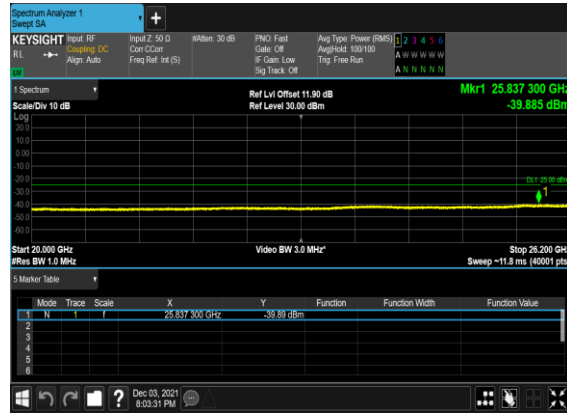 Spectrum Analyzer 1
Swept SA
+
KEYSIGHT Input: RF Input Z: 50 Ω #Atten: 30 dB PNO: Fast Avg Type: Power (RMS) 1 2 3 4 5 6
RL Coupling: DC Corr CCorr Gate: Off Avg|Hold: 100/100 A W W W W W
Align: Auto Freq Ref: Int (S) IF Gain: Low Trig: Free Run A N N N N N
LW Sig Track: Off
1 Spectrum Ref Lvl Offset 11.90 dB Mkr1 25.837 300 GHz
Scale/Div 10 dB Ref Level 30.00 dBm -39.885 dBm
Log
20.0
10.0
0.00
-10.0
-20.0
DL1 -25.00 dBm
-30.0
1
-40.0
-50.0
-60.0
Start 20.000 GHz Video BW 3.0 MHz* Stop 26.200 GHz
#Res BW 1.0 MHz Sweep ~11.8 ms (40001 pts)
5 Marker Table
Mode Trace Scale X Y Function Function Width Function Value
1 N 1 f 25.837 300 GHz -39.89 dBm
2
3
4
5
6
? Dec 03, 2021
8:03:31 PM